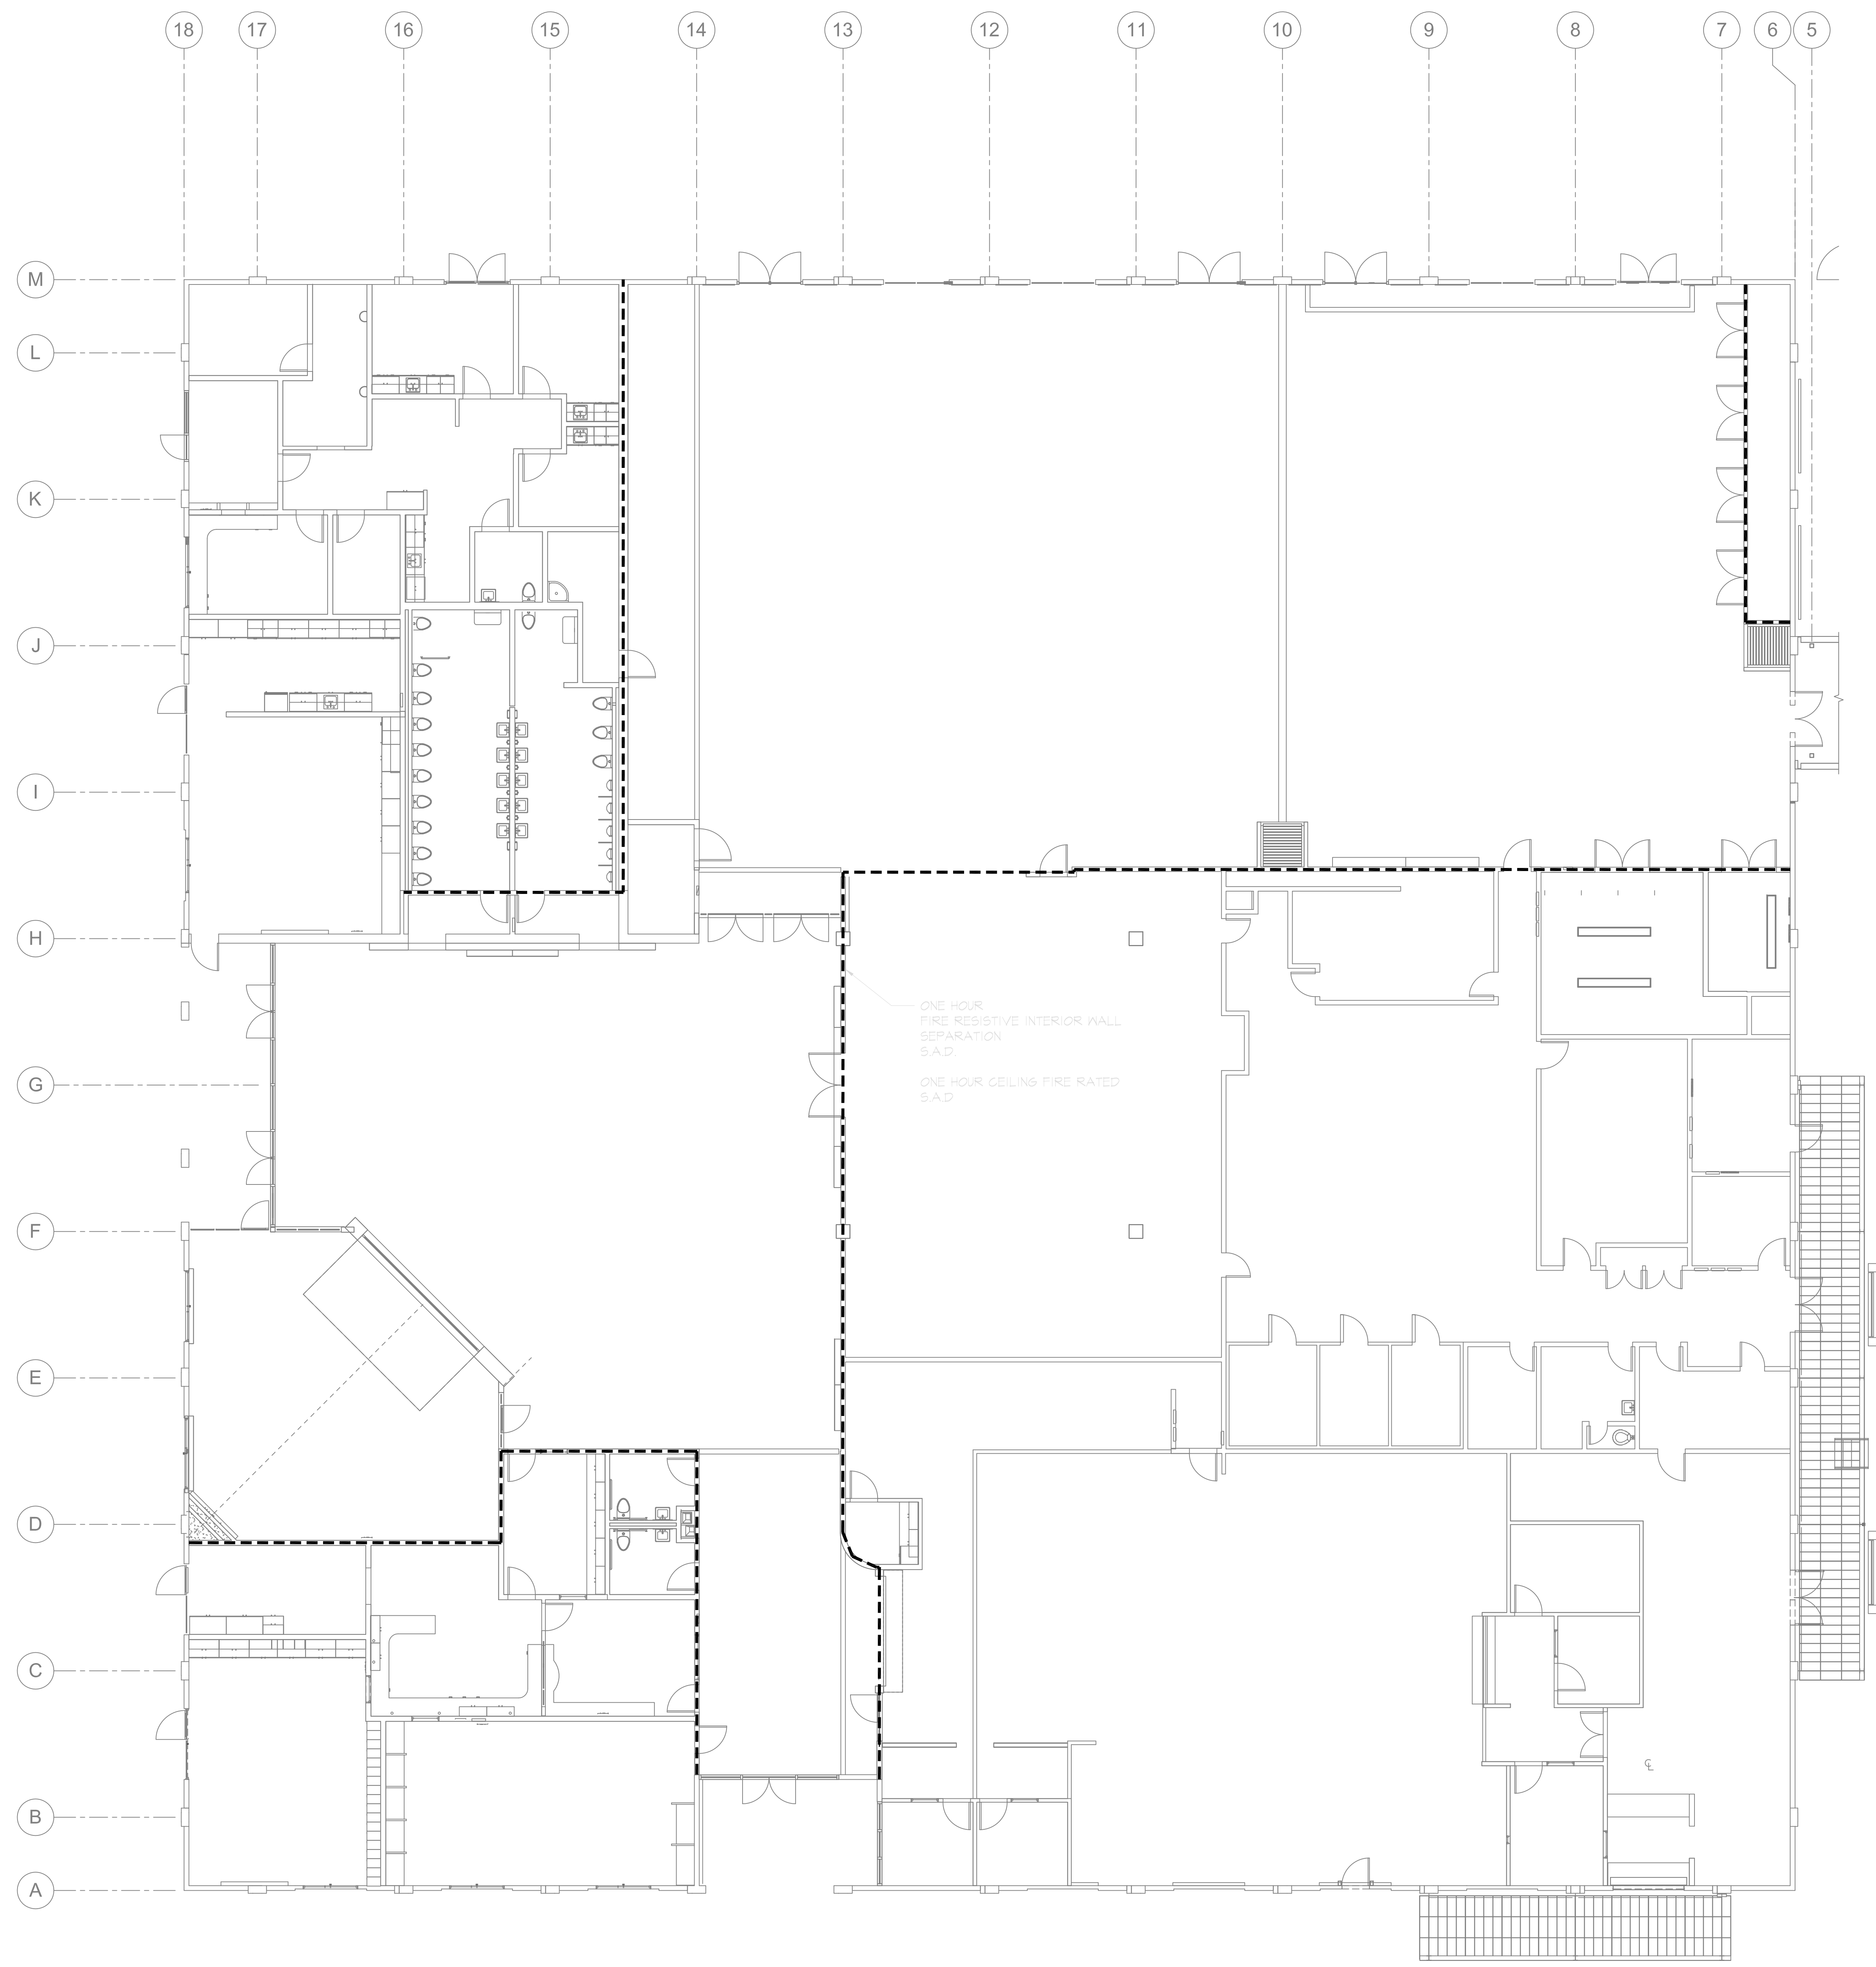 18 17 16 15 14 13 12 11 10 9 8 7 6 5
M
L
K
J
I
H
ONE HOUR
FIRE RESISTIVE INTERIOR WALL
SEPARATION
S.A.D
G
ONE HOUR CEILING FIRE RATED
S.A.D
F
E
D
C
B
A